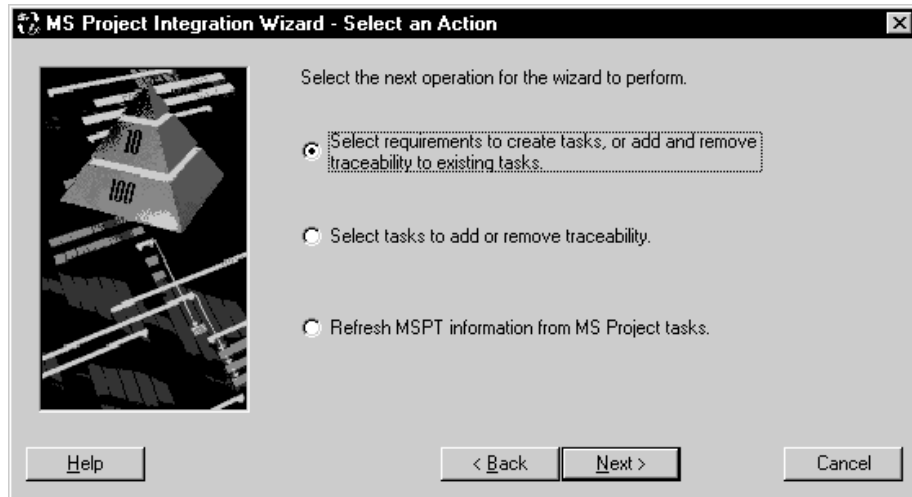 MS Project Integration Wizard - Select an Action
Select the next operation for the wizard to perform.
Select requirements to create tasks, or add and remove
traceability to existing tasks.
10
100
Select tasks to add or remove traceability.
Refresh MSPT information from MS Project tasks.
Help
< Back
Next >
Cancel